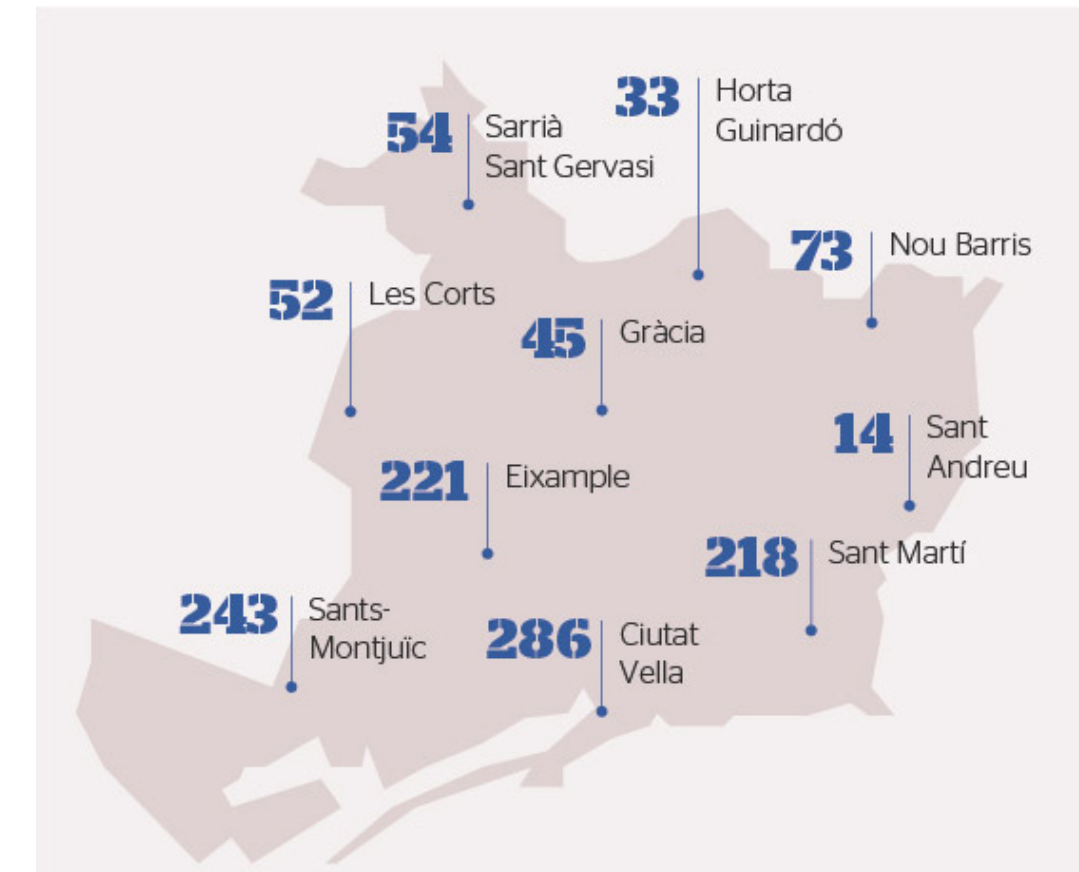 33
Horta
Guinardó
54
Sarrià
Sant Gervasi
73
Nou Barris
52
Les Corts
45
Gràcia
14
Sant
Andreu
221
Eixample
218
Sant Martí
243
Sants-
Montjuïc
286
Ciutat
Vella